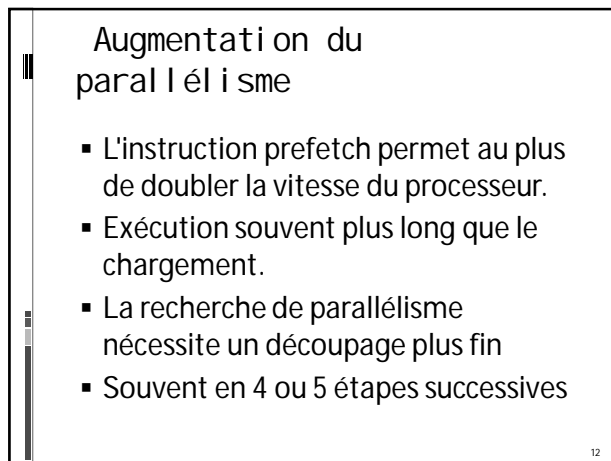 Augmentation du
parallélisme
▪ L'instruction prefetch permet au plus
de doubler la vitesse du processeur.
▪ Exécution souvent plus long que le
chargement.
▪ La recherche de parallélisme
nécessite un découpage plus fin
▪ Souvent en 4 ou 5 étapes successives
12